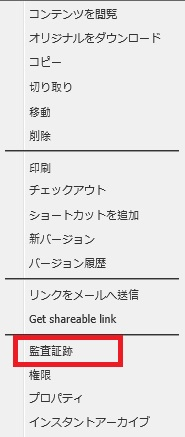 コンテンツを閲覧
オリジナルをダウンロード
コピー
切り取り
移動
削除
印刷
チェックアウト
ショートカットを追加
新バージョン
バージョン履歴
リンクをメールへ送信
Get shareable link
監査証跡
権限
プロパティ
インスタントアーカイブ